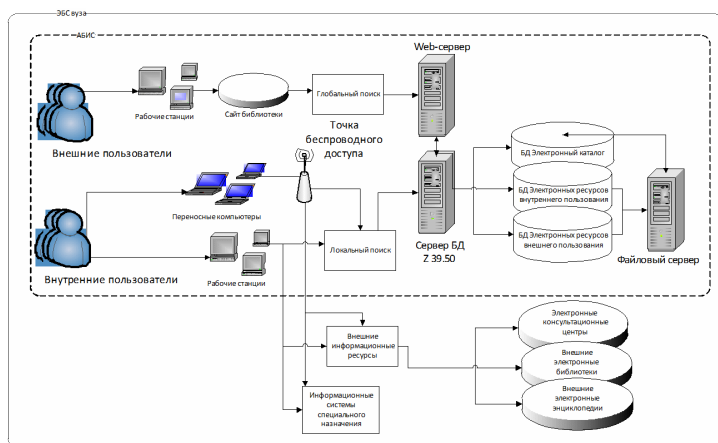 ЭБС вуза
АБИС
Web-сервер
Глобальный поиск
Рабочие станции
Сайт библиотеки
Точка
беспроводного
доступа
Внешние пользователи
БД Электронный каталог
БД Электронных ресурсов
внутреннего пользования
БД Электронных ресурсов
внешнего пользования
Переносные компьютеры
Локальный поиск
Сервер БД
Z 39.50
Файловый сервер
Внутренние пользователи
Рабочие станции
Электронные
консультационные
центры
Внешние
информационные
ресурсы
Внешние
электронные
библиотеки
Внешние
электронные
энциклопедии
Информационные
системы
специального
назначения